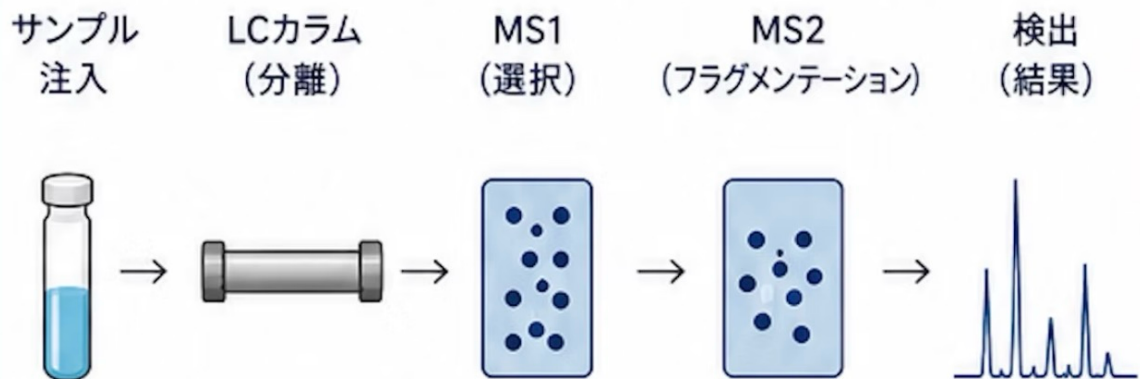 サンプル
注入
LCカラム
（分離）
MS1
（選択）
MS2
（フラグメンテーション）
検出
（結果）